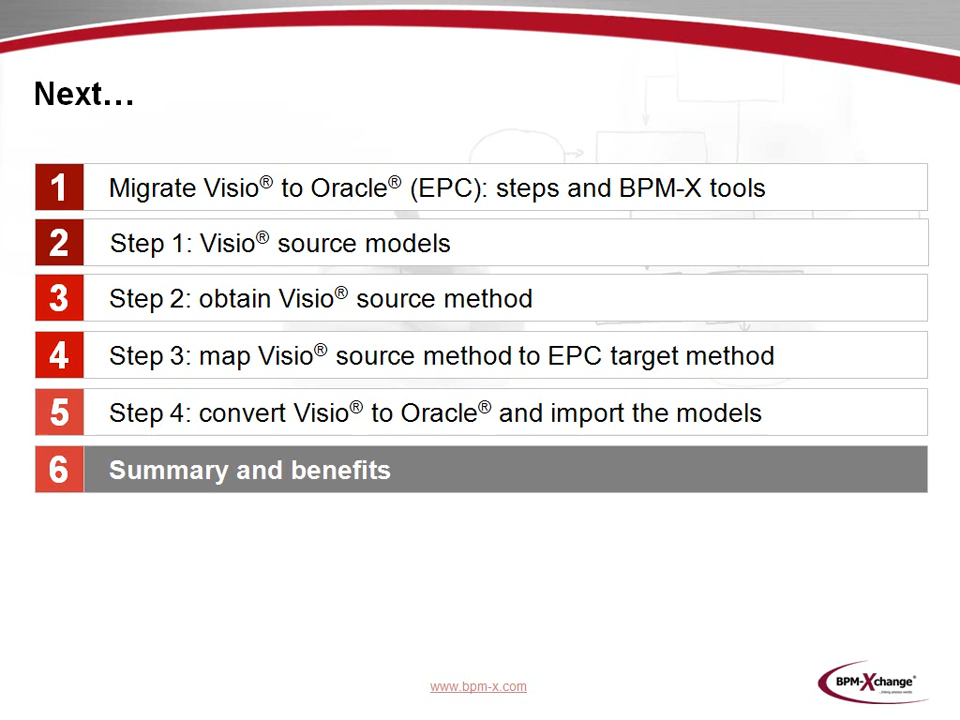 Next…
1 Migrate Visio® to Oracle® (EPC): steps and BPM-X tools
2 Step 1: Visio® source models
3 Step 2: obtain Visio® source method
4 Step 3: map Visio® source method to EPC target method
5 Step 4: convert Visio® to Oracle® and import the models
6 Summary and benefits
www.bpm-x.com
BPM-Xchange®